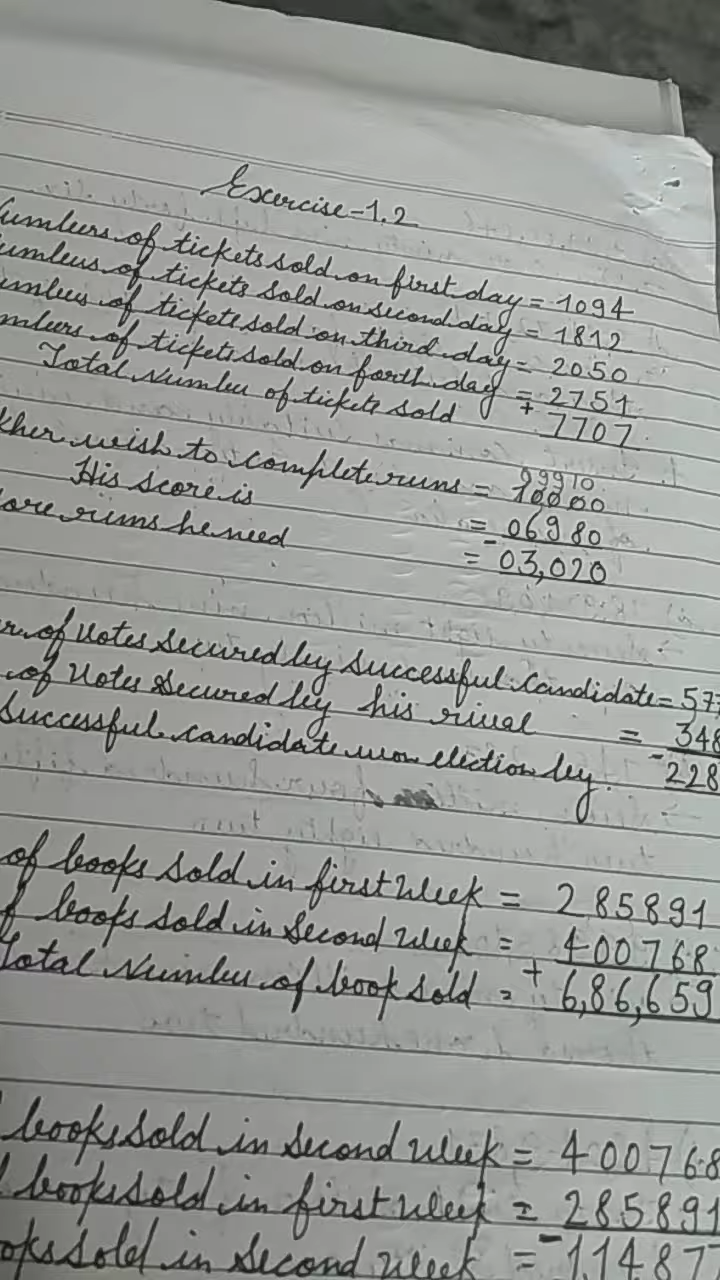 Exercise-1.2
umbers of tickets sold on first day = 1094
umbers of tickets sold on second day = 1812
umbers of tickets sold on third day = 2050
mbers of tickets sold on forth day = + 2751
Total Number of tickets sold 7707
kher wish to complete runs = 10000
09910
His score is = 06980
ore runs he need = - 03,020
r of Votes secured by successful candidate = 577
of Votes secured by his rival = 348
Successful candidate won election by - 228
of books sold in first week = 285891
f books sold in second week = 400768
Total Number of book sold = + 6,86,659
books sold in second week = 400768
books sold in first week = 285891
oks sold in second week = - 11487